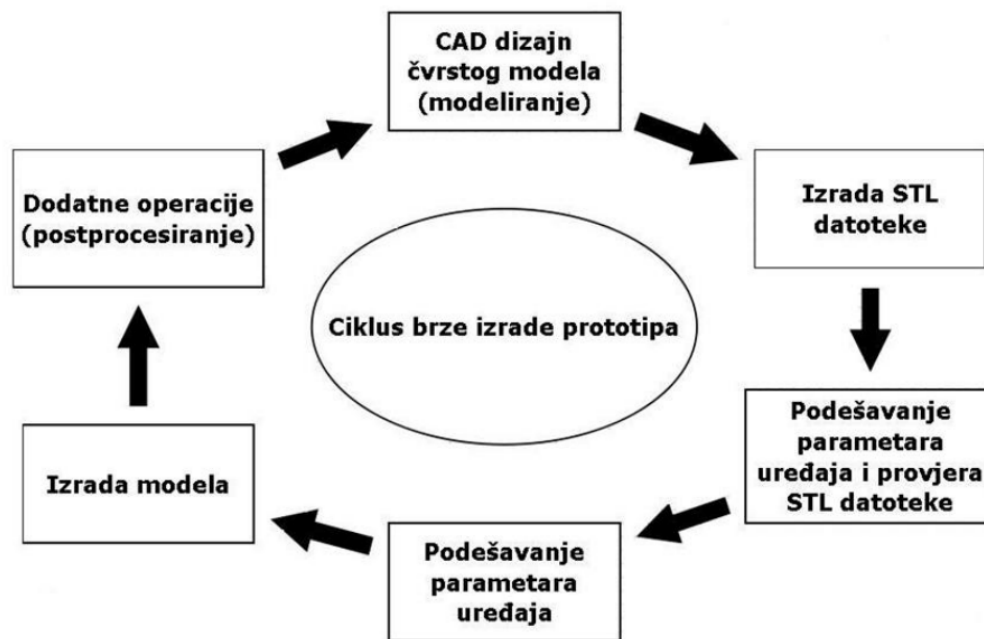 CAD dizajn
čvrstog modela
(modeliranje)
Izrada STL
datoteke
Podešavanje
parametara
uređaja i provjera
STL datoteke
Podešavanje
parametara
uređaja
Izrada modela
Dodatne operacije
(postprocesiranje)
Ciklus brze izrade prototipa